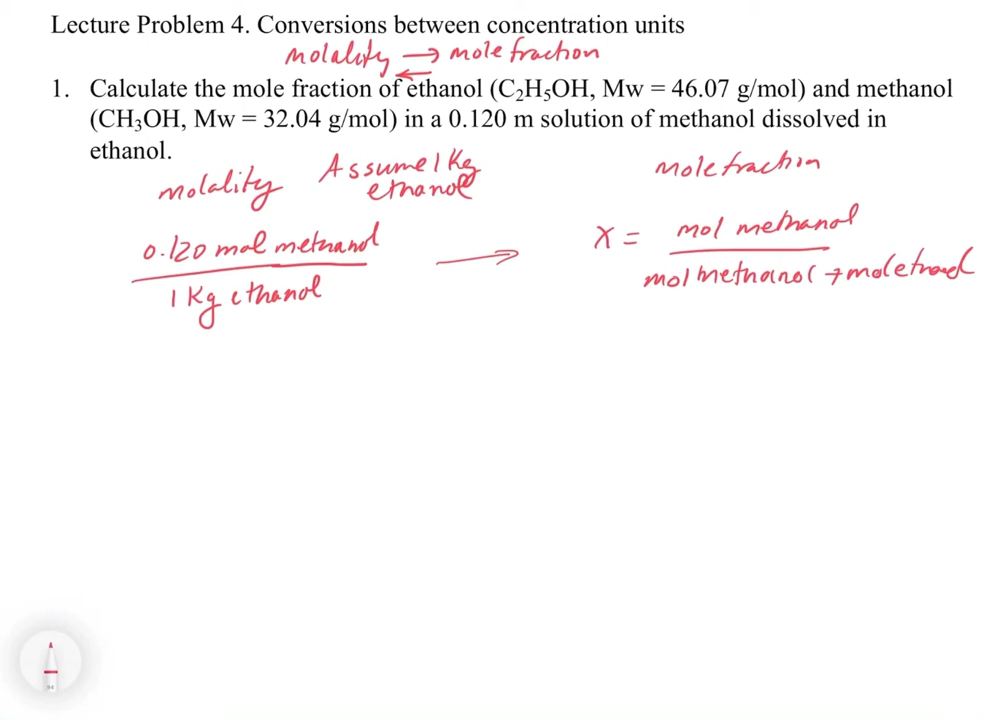 Lecture Problem 4. Conversions between concentration units
molality → mole fraction
←
1. Calculate the mole fraction of ethanol (C₂H₅OH, Mw = 46.07 g/mol) and methanol
(CH₃OH, Mw = 32.04 g/mol) in a 0.120 m solution of methanol dissolved in
ethanol.
molality
Assume 1 Kg
ethanol
mole fraction
0.120 mol methanol
1 Kg ethanol
→
X = mol methanol
mol methanol + mol ethanol